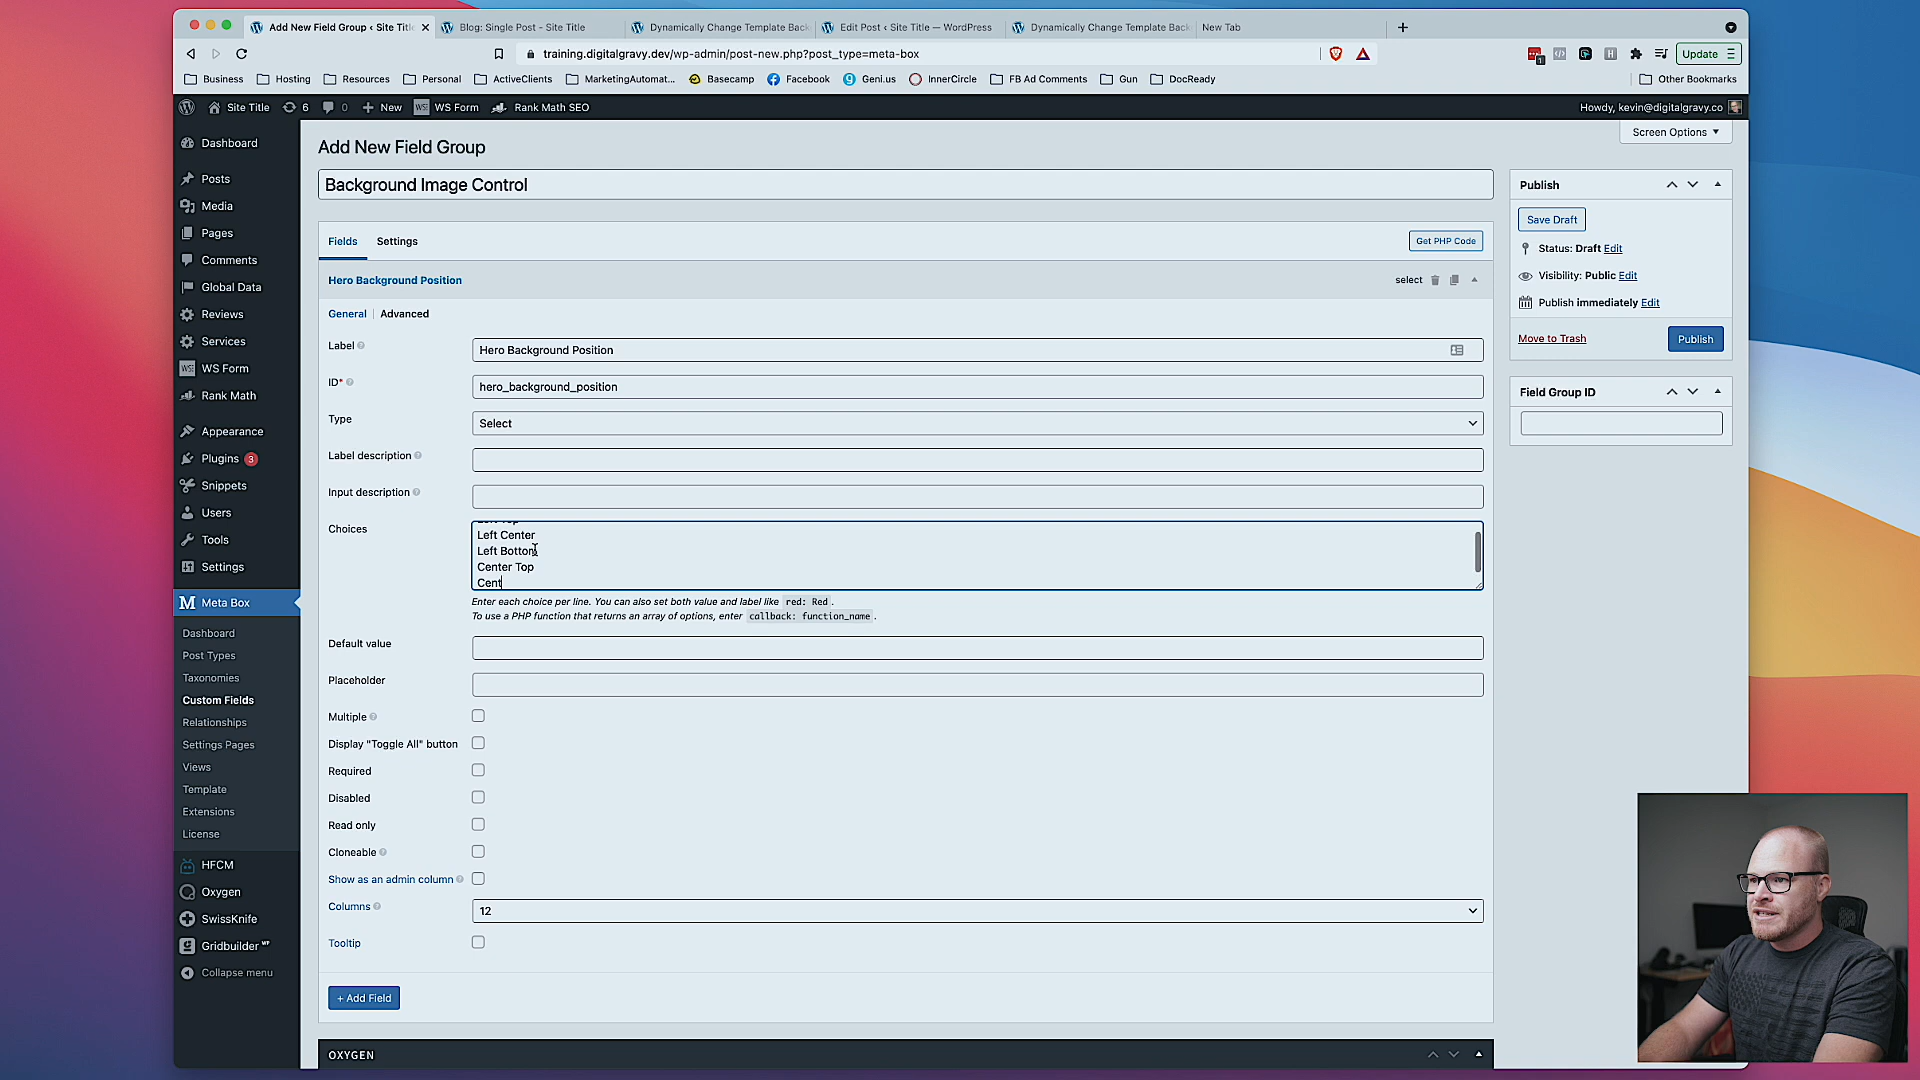 Add New Field Group ‹ Site Titl
Blog: Single Post - Site Title
Dynamically Change Template Back
Edit Post ‹ Site Title — WordPress
Dynamically Change Template Back
New Tab
training.digitalgravy.dev/wp-admin/post-new.php?post_type=meta-box
Update
Business
Hosting
Resources
Personal
ActiveClients
MarketingAutomat...
Basecamp
Facebook
Geni.us
InnerCircle
FB Ad Comments
Gun
DocReady
Other Bookmarks
Site Title
6
0
New
WS Form
Rank Math SEO
Howdy, kevin@digitalgravy.co
Dashboard
Posts
Media
Pages
Comments
Global Data
Reviews
Services
WS Form
Rank Math
Appearance
Plugins 3
Snippets
Users
Tools
Settings
Meta Box
Dashboard
Post Types
Taxonomies
Custom Fields
Relationships
Settings Pages
Views
Template
Extensions
License
HFCM
Oxygen
SwissKnife
Gridbuilder WP
Collapse menu
Screen Options
Add New Field Group
Background Image Control
Fields
Settings
Get PHP Code
Hero Background Position
select
General | Advanced
Label
Hero Background Position
ID*
hero_background_position
Type
Select
Label description
Input description
Choices
Left Top
Left Center
Left Bottom
Center Top
Cent
Enter each choice per line. You can also set both value and label like red: Red.
To use a PHP function that returns an array of options, enter callback: function_name.
Default value
Placeholder
Multiple
Display "Toggle All" button
Required
Disabled
Read only
Cloneable
Show as an admin column
Columns
12
Tooltip
+ Add Field
OXYGEN
Publish
Save Draft
Status: Draft Edit
Visibility: Public Edit
Publish immediately Edit
Move to Trash
Publish
Field Group ID